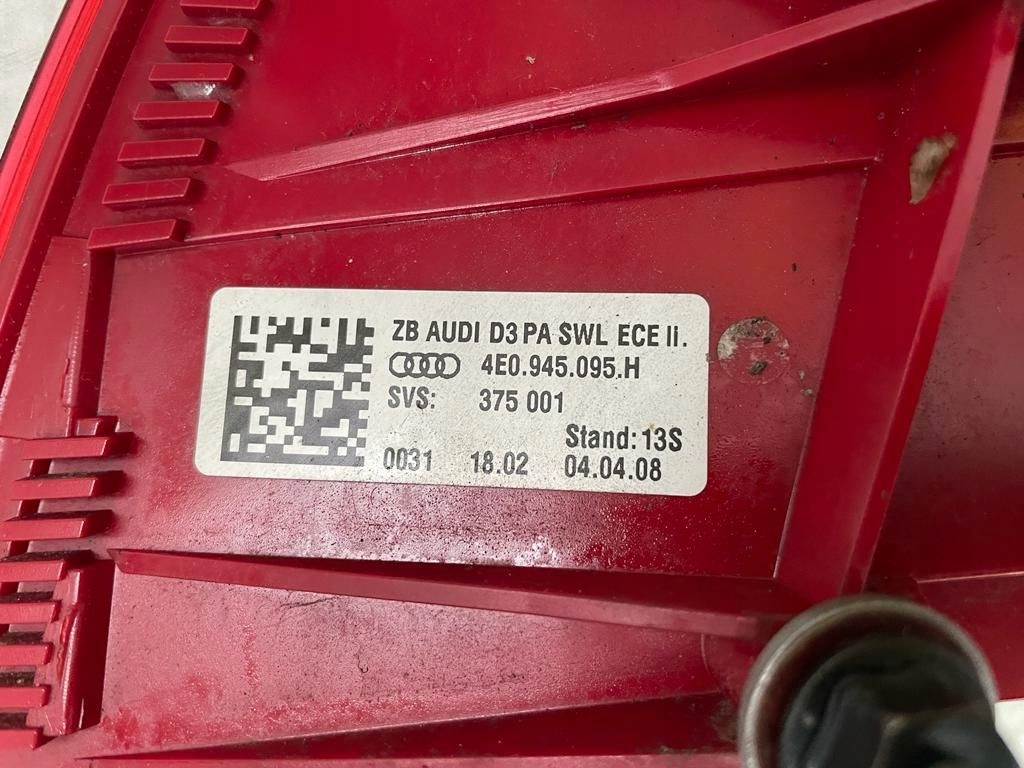 ZB AUDI D3 PA SWL ECE li.
4E0.945.095.H
SVS: 375 001
Stand: 13S
0031 18.02 04.04.08